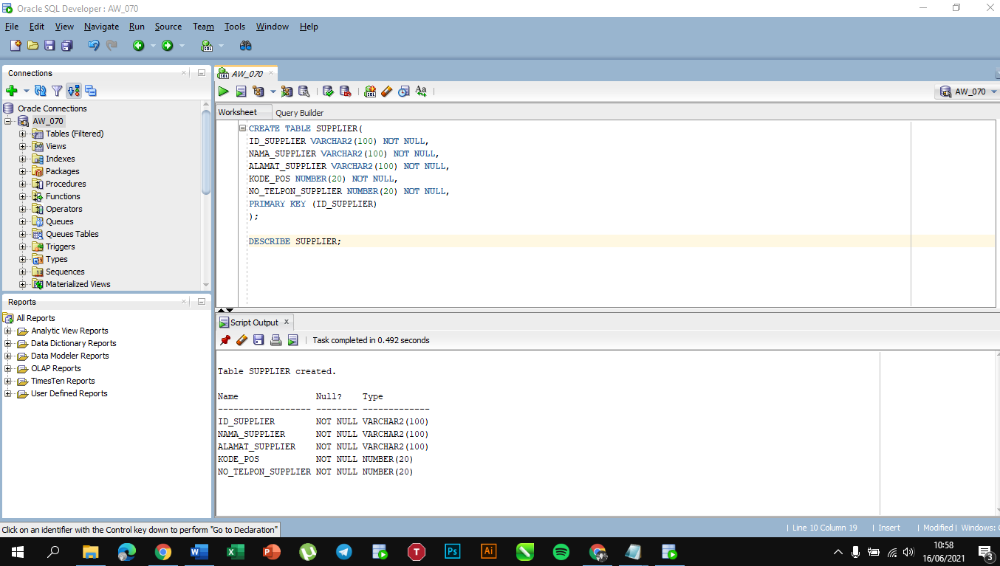 Oracle SQL Developer : AW_070
File Edit View Navigate Run Source Team Tools Window Help
Connections
Oracle Connections
AW_070
Tables (Filtered)
Views
Indexes
Packages
Procedures
Functions
Operators
Queues
Queues Tables
Triggers
Types
Sequences
Materialized Views
Reports
All Reports
Analytic View Reports
Data Dictionary Reports
Data Modeler Reports
OLAP Reports
TimesTen Reports
User Defined Reports
AW_070
AW_070
Worksheet Query Builder
CREATE TABLE SUPPLIER(
ID_SUPPLIER VARCHAR2(100) NOT NULL,
NAMA_SUPPLIER VARCHAR2(100) NOT NULL,
ALAMAT_SUPPLIER VARCHAR2(100) NOT NULL,
KODE_POS NUMBER(20) NOT NULL,
NO_TELPON_SUPPLIER NUMBER(20) NOT NULL,
PRIMARY KEY (ID_SUPPLIER)
);
DESCRIBE SUPPLIER;
Script Output
Task completed in 0.492 seconds
Table SUPPLIER created.
Name Null? Type
------------------ -------- -------------
ID_SUPPLIER NOT NULL VARCHAR2(100)
NAMA_SUPPLIER NOT NULL VARCHAR2(100)
ALAMAT_SUPPLIER NOT NULL VARCHAR2(100)
KODE_POS NOT NULL NUMBER(20)
NO_TELPON_SUPPLIER NOT NULL NUMBER(20)
Click on an identifier with the Control key down to perform "Go to Declaration"
Line 10 Column 19 | Insert | Modified | Windows:
10:58
16/06/2021
3